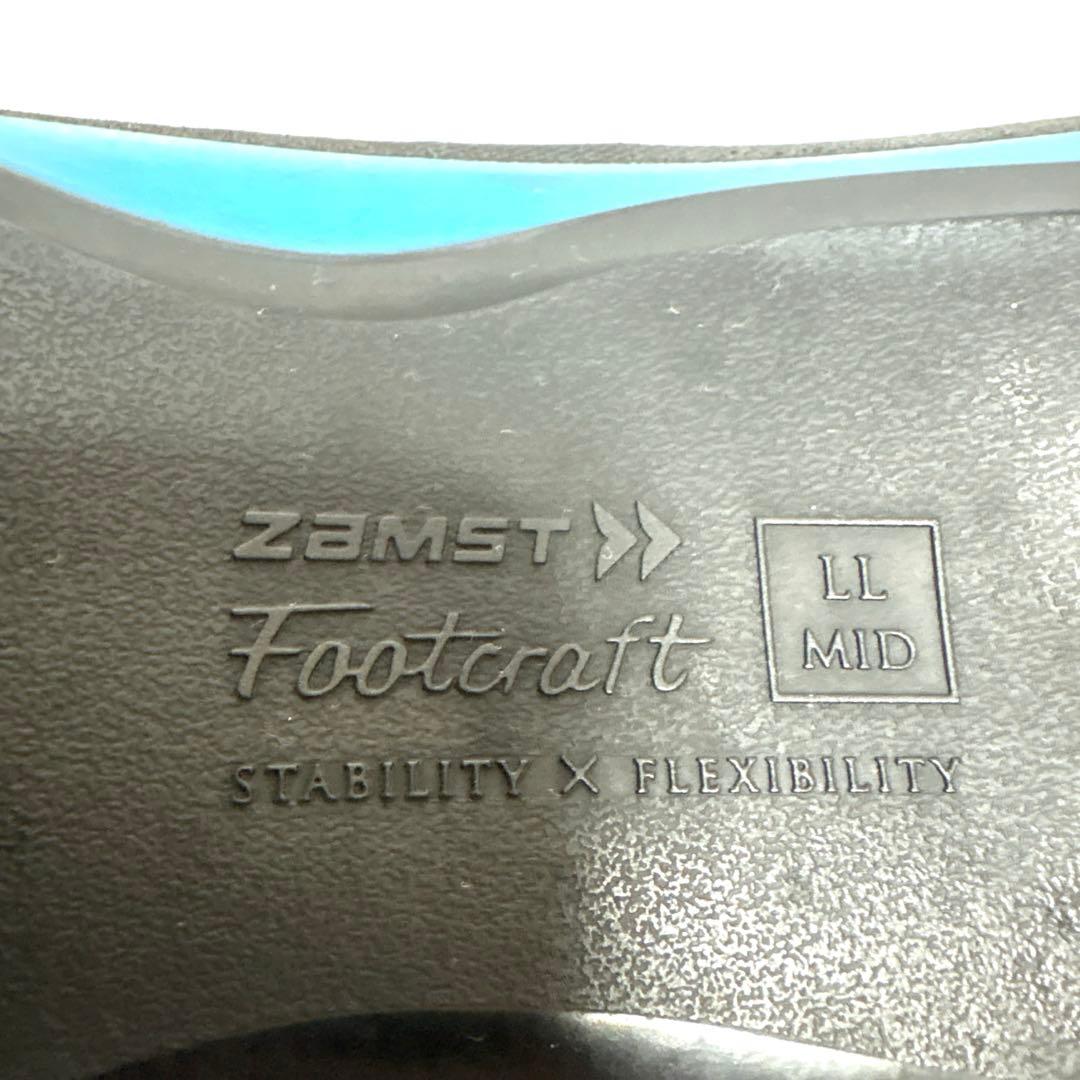 ZAMST
Footcraft
LL
MID
STABILITY X FLEXIBILITY